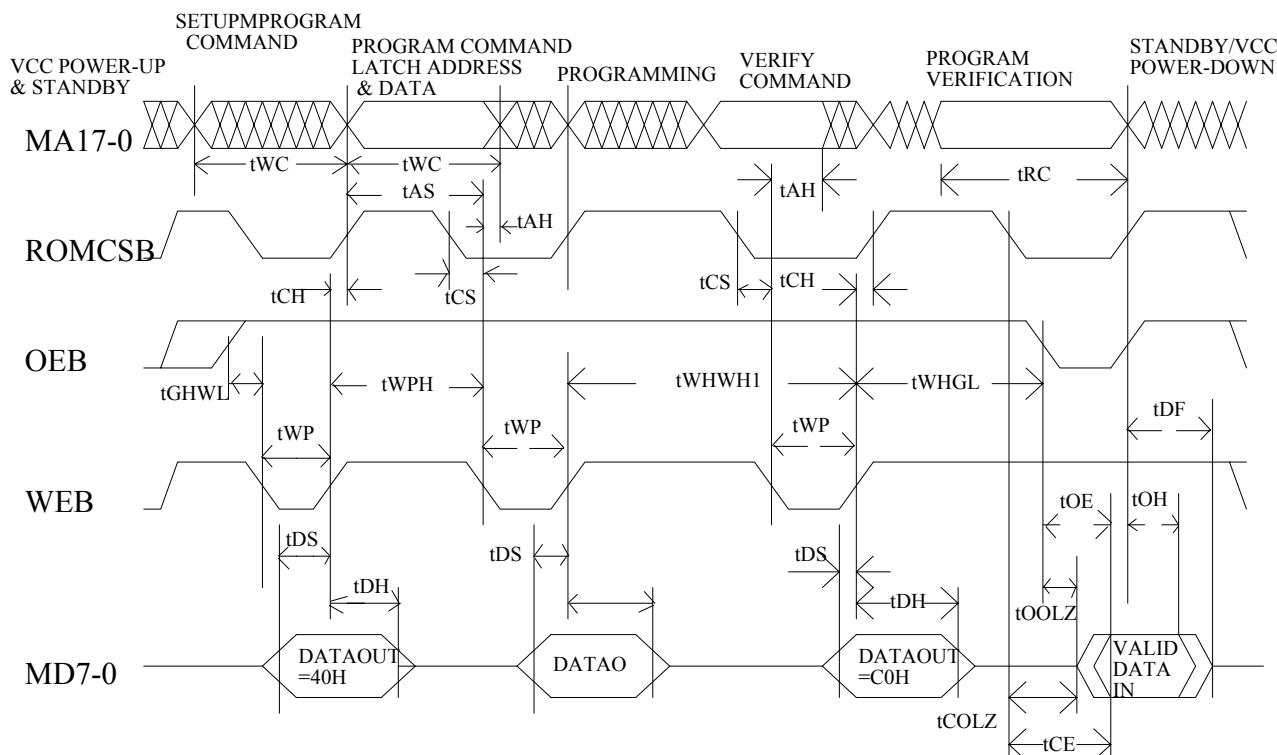 SETUPMPROGRAM
COMMAND
VCC POWER-UP
& STANDBY
PROGRAM COMMAND
LATCH ADDRESS
& DATA
PROGRAMMING
VERIFY
COMMAND
PROGRAM
VERIFICATION
STANDBY/VCC
POWER-DOWN
MA17-0
tWC
tWC
tAS
tAH
tAH
tRC
ROMCSB
tCH
tCS
tCS
tCH
OEB
tGHWL
tWPH
tWHWH1
tWHGL
tDF
tWP
tWP
tWP
WEB
tOE
tOH
tDS
tDS
tDS
tDH
tDH
tOOLZ
MD7-0
DATAOUT
=40H
DATAO
DATAOUT
=C0H
VALID
DATA
IN
tCOLZ
tCE